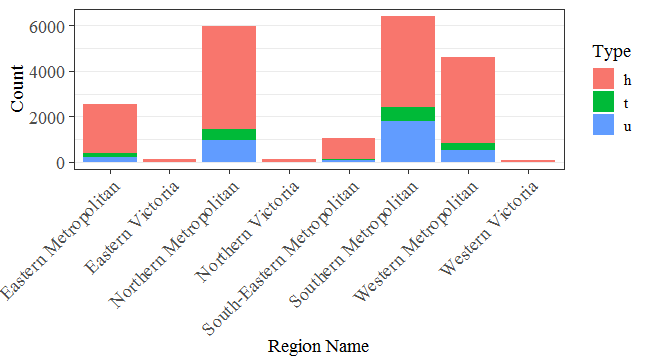 6000
4000
2000
0
Count
Eastern Metropolitan
Eastern Victoria
Northern Metropolitan
Northern Victoria
South-Eastern Metropolitan
Southern Metropolitan
Western Metropolitan
Western Victoria
Region Name
Type
h
t
u